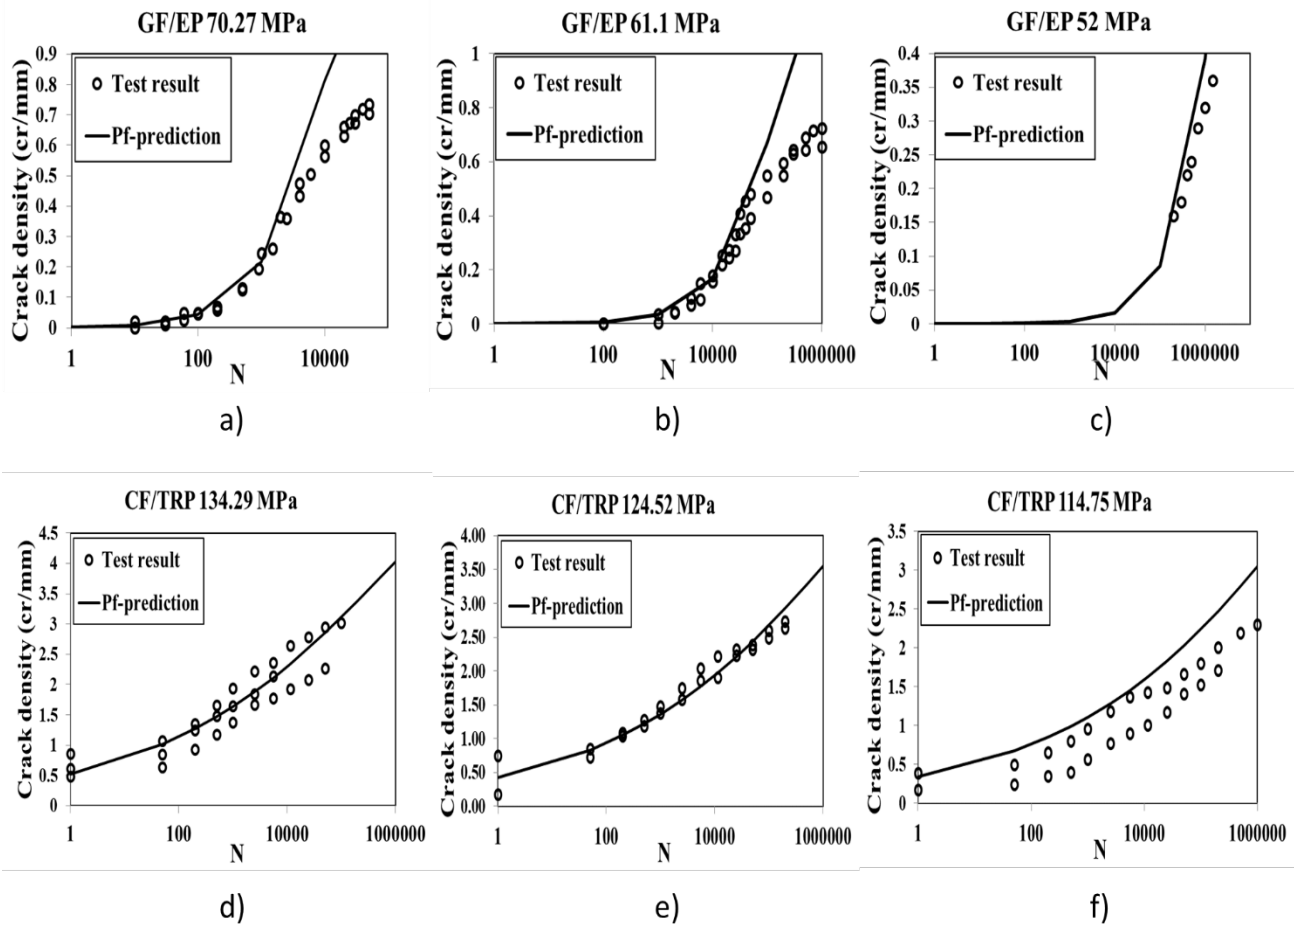 GF/EP 70.27 MPa
Crack density (cr/mm)
0.9
0.8
0.7
0.6
0.5
0.4
0.3
0.2
0.1
0
Test result
Pf-prediction
1
100
10000
N
a)
GF/EP 61.1 MPa
Crack density (cr/mm)
1
0.8
0.6
0.4
0.2
0
Test result
Pf-prediction
1
100
10000
1000000
N
b)
GF/EP 52 MPa
Crack density (cr/mm)
0.4
0.35
0.3
0.25
0.2
0.15
0.1
0.05
0
Test result
Pf-prediction
1
100
10000
1000000
N
c)
CF/TRP 134.29 MPa
Crack density (cr/mm)
4.5
4
3.5
3
2.5
2
1.5
1
0.5
0
Test result
Pf-prediction
1
100
10000
1000000
N
d)
CF/TRP 124.52 MPa
Crack density (cr/mm)
4.00
3.50
3.00
2.50
2.00
1.50
1.00
0.50
0.00
Test result
Pf-prediction
1
100
10000
1000000
N
e)
CF/TRP 114.75 MPa
Crack density (cr/mm)
3.5
3
2.5
2
1.5
1
0.5
0
Test result
Pf-prediction
1
100
10000
1000000
N
f)